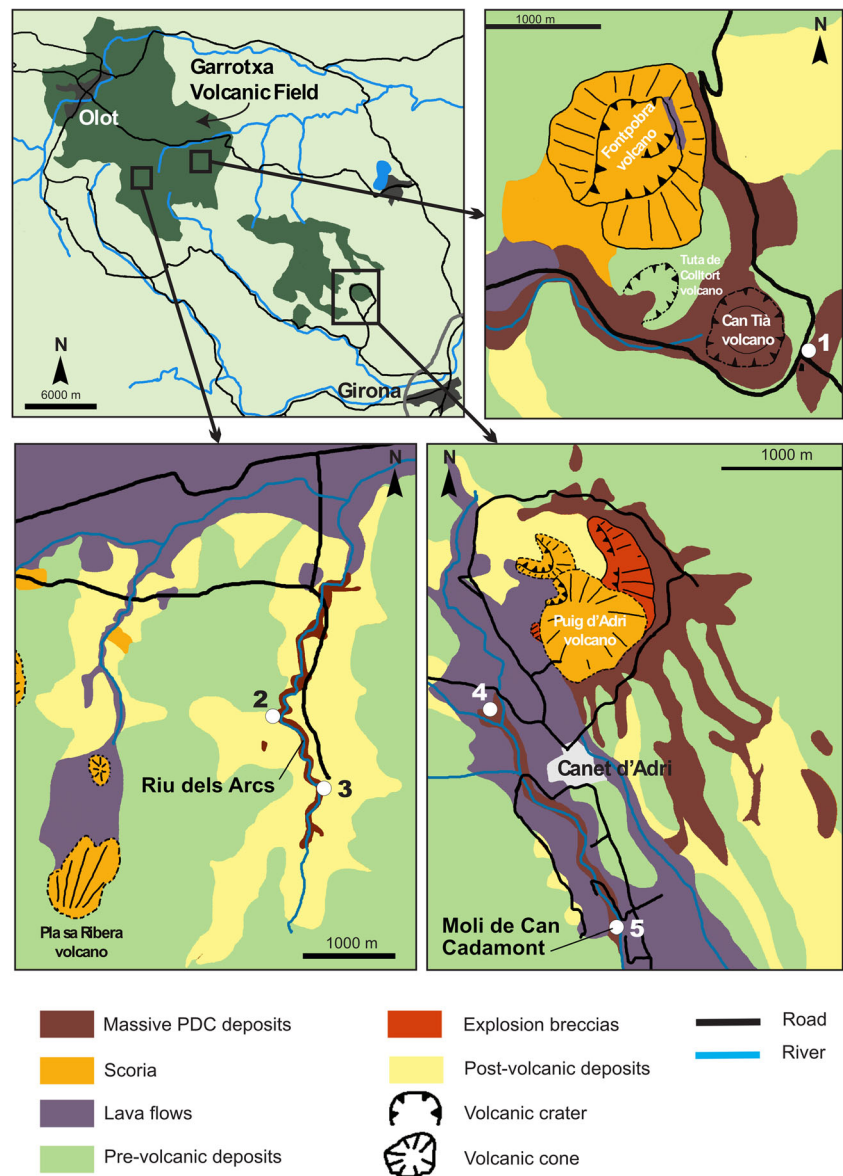 Garrotxa
Volcanic Field
Olot
N
6000 m
Girona
1000 m
N
Fontpobra
volcano
Tuta de
Colltort
volcano
Can Tià
volcano
1
N
2
3
Riu dels Arcs
Pla sa Ribera
volcano
1000 m
N
1000 m
Puig d'Adri
volcano
4
Canet d'Adri
Moli de Can
Cadamont
5
Massive PDC deposits
Scoria
Lava flows
Pre-volcanic deposits
Explosion breccias
Post-volcanic deposits
Volcanic crater
Volcanic cone
Road
River